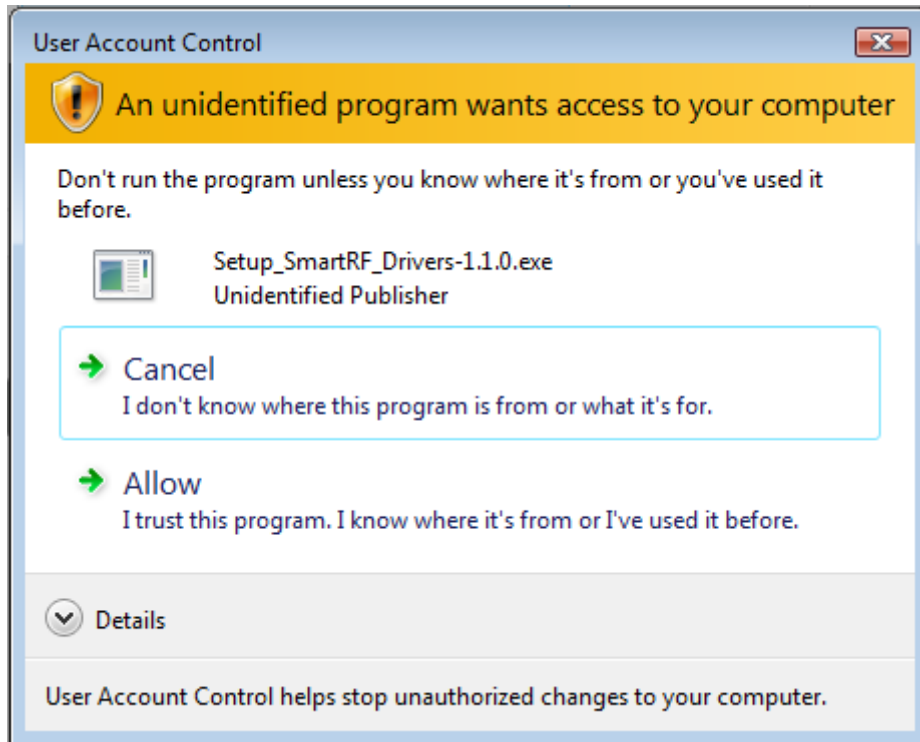 User Account Control
An unidentified program wants access to your computer
Don't run the program unless you know where it's from or you've used it
before.
Setup_SmartRF_Drivers-1.1.0.exe
Unidentified Publisher
Cancel
I don't know where this program is from or what it's for.
Allow
I trust this program. I know where it's from or I've used it before.
Details
User Account Control helps stop unauthorized changes to your computer.